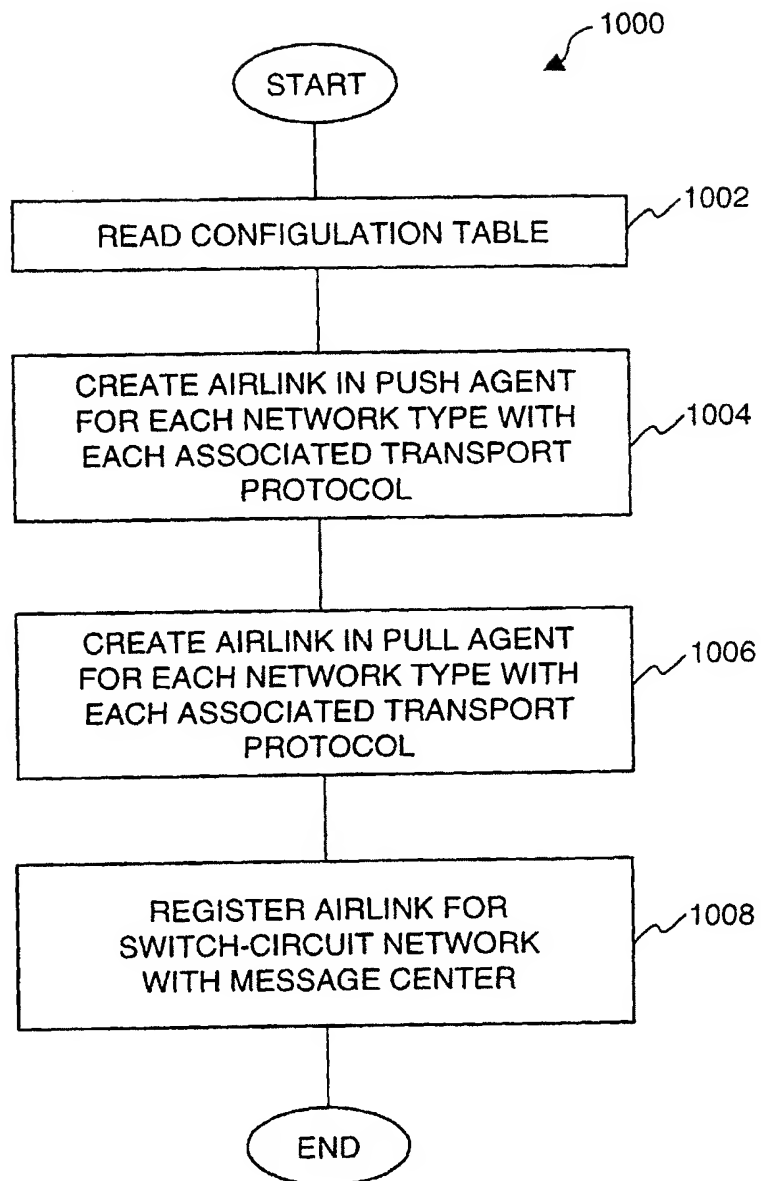 1000
START
1002
READ CONFIGULATION TABLE
CREATE AIRLINK IN PUSH AGENT
FOR EACH NETWORK TYPE WITH
EACH ASSOCIATED TRANSPORT
PROTOCOL
1004
CREATE AIRLINK IN PULL AGENT
FOR EACH NETWORK TYPE WITH
EACH ASSOCIATED TRANSPORT
PROTOCOL
1006
REGISTER AIRLINK FOR
SWITCH-CIRCUIT NETWORK
WITH MESSAGE CENTER
1008
END